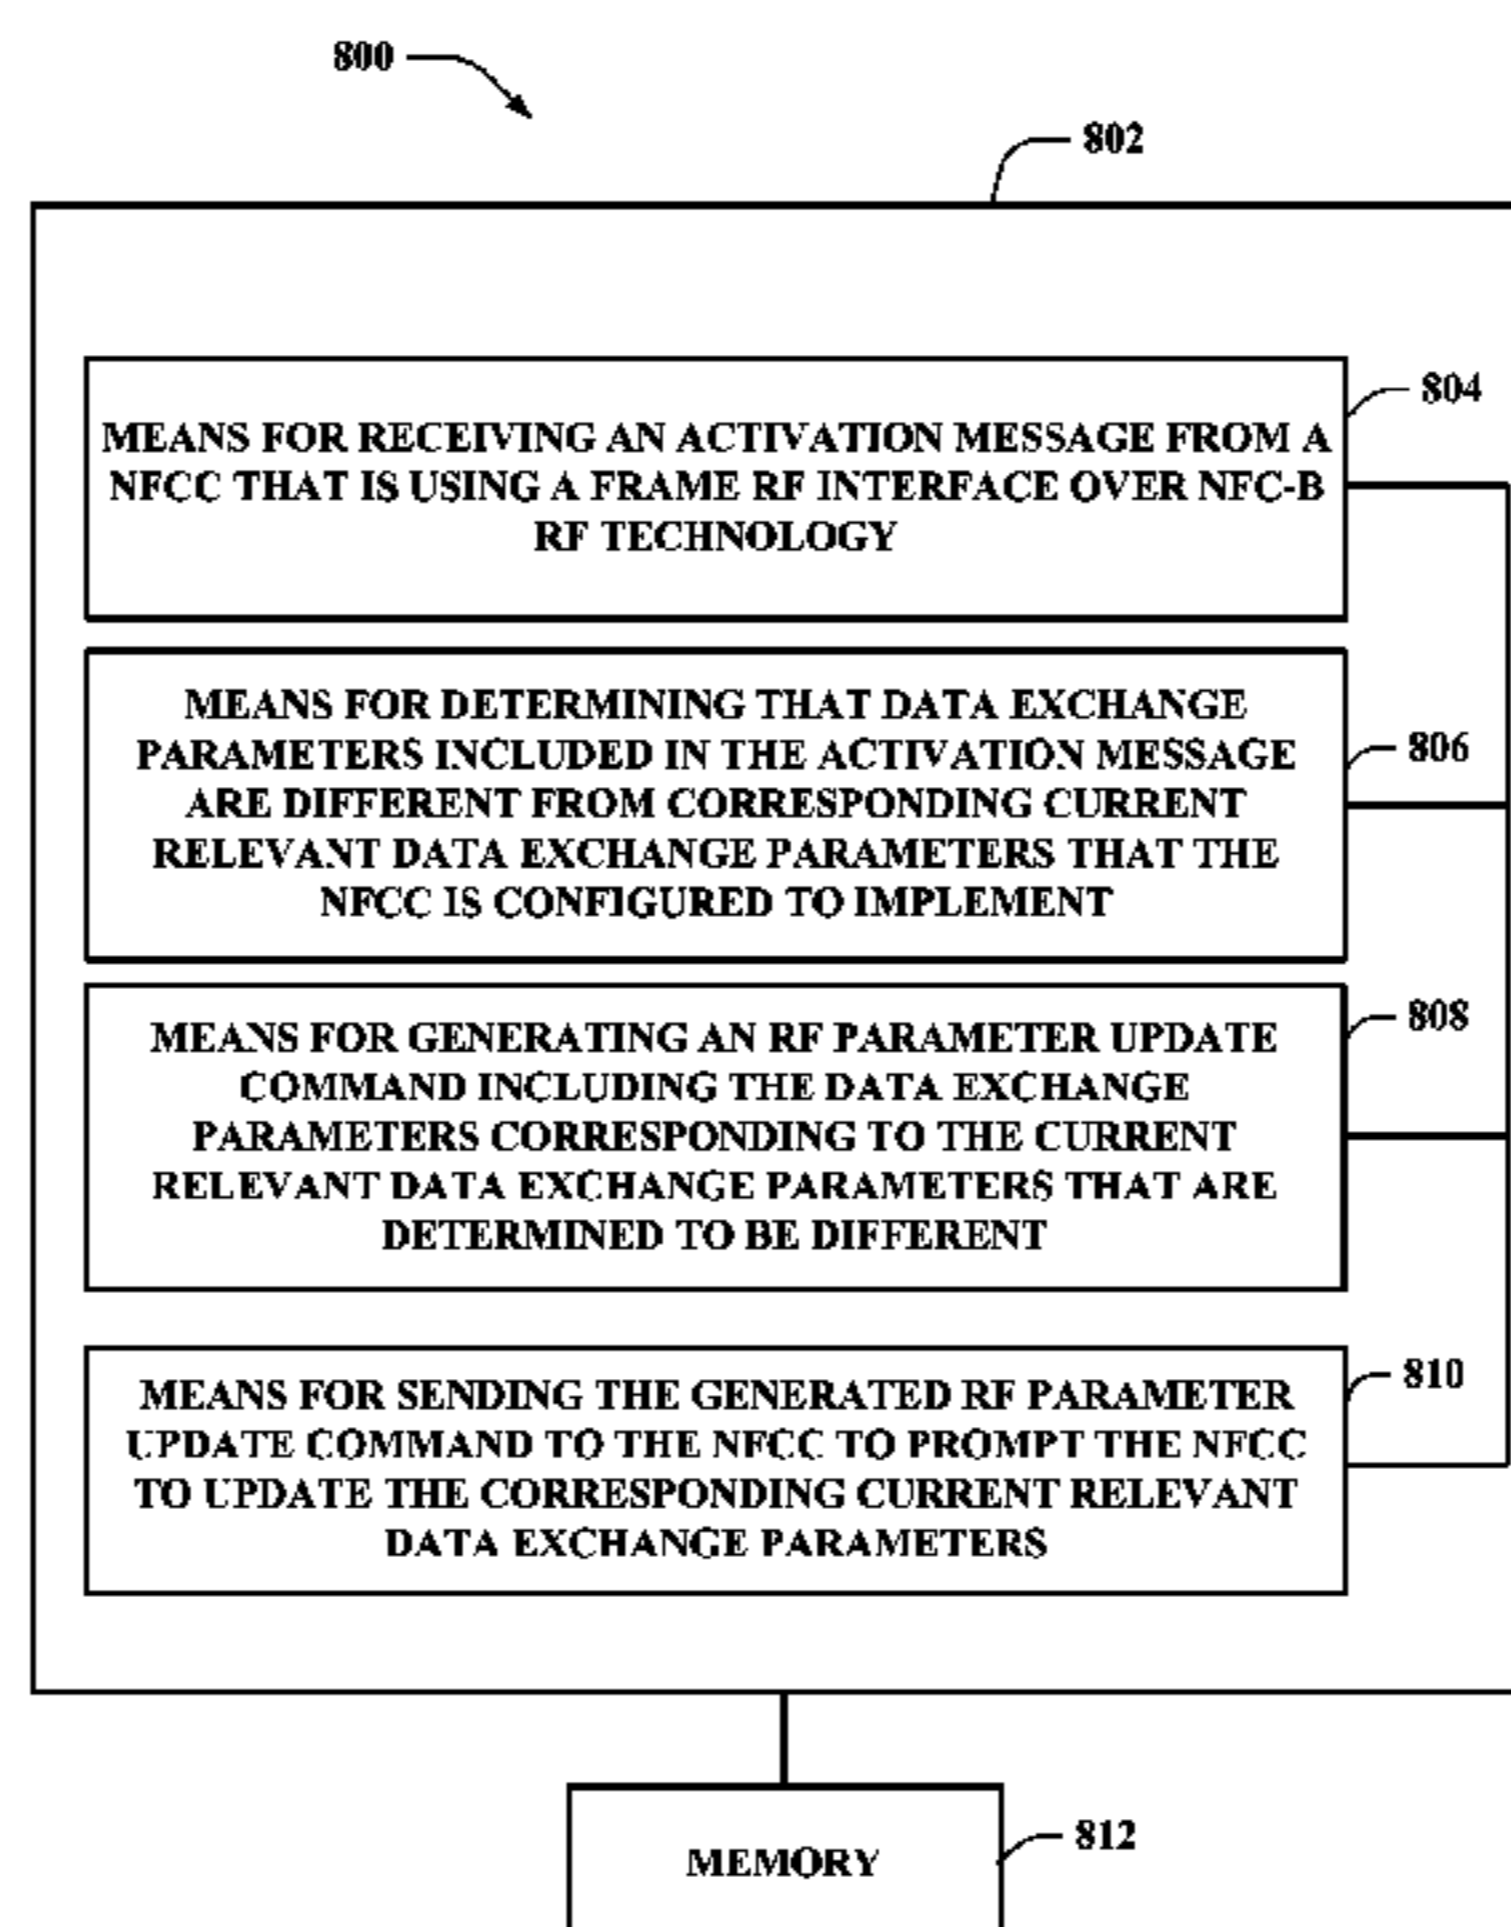 800
802
MEANS FOR RECEIVING AN ACTIVATION MESSAGE FROM A
NFCC THAT IS USING A FRAME RF INTERFACE OVER NFC-B
RF TECHNOLOGY
804
MEANS FOR DETERMINING THAT DATA EXCHANGE
PARAMETERS INCLUDED IN THE ACTIVATION MESSAGE
ARE DIFFERENT FROM CORRESPONDING CURRENT
RELEVANT DATA EXCHANGE PARAMETERS THAT THE
NFCC IS CONFIGURED TO IMPLEMENT
806
MEANS FOR GENERATING AN RF PARAMETER UPDATE
COMMAND INCLUDING THE DATA EXCHANGE
PARAMETERS CORRESPONDING TO THE CURRENT
RELEVANT DATA EXCHANGE PARAMETERS THAT ARE
DETERMINED TO BE DIFFERENT
808
MEANS FOR SENDING THE GENERATED RF PARAMETER
UPDATE COMMAND TO THE NFCC TO PROMPT THE NFCC
TO UPDATE THE CORRESPONDING CURRENT RELEVANT
DATA EXCHANGE PARAMETERS
810
MEMORY
812